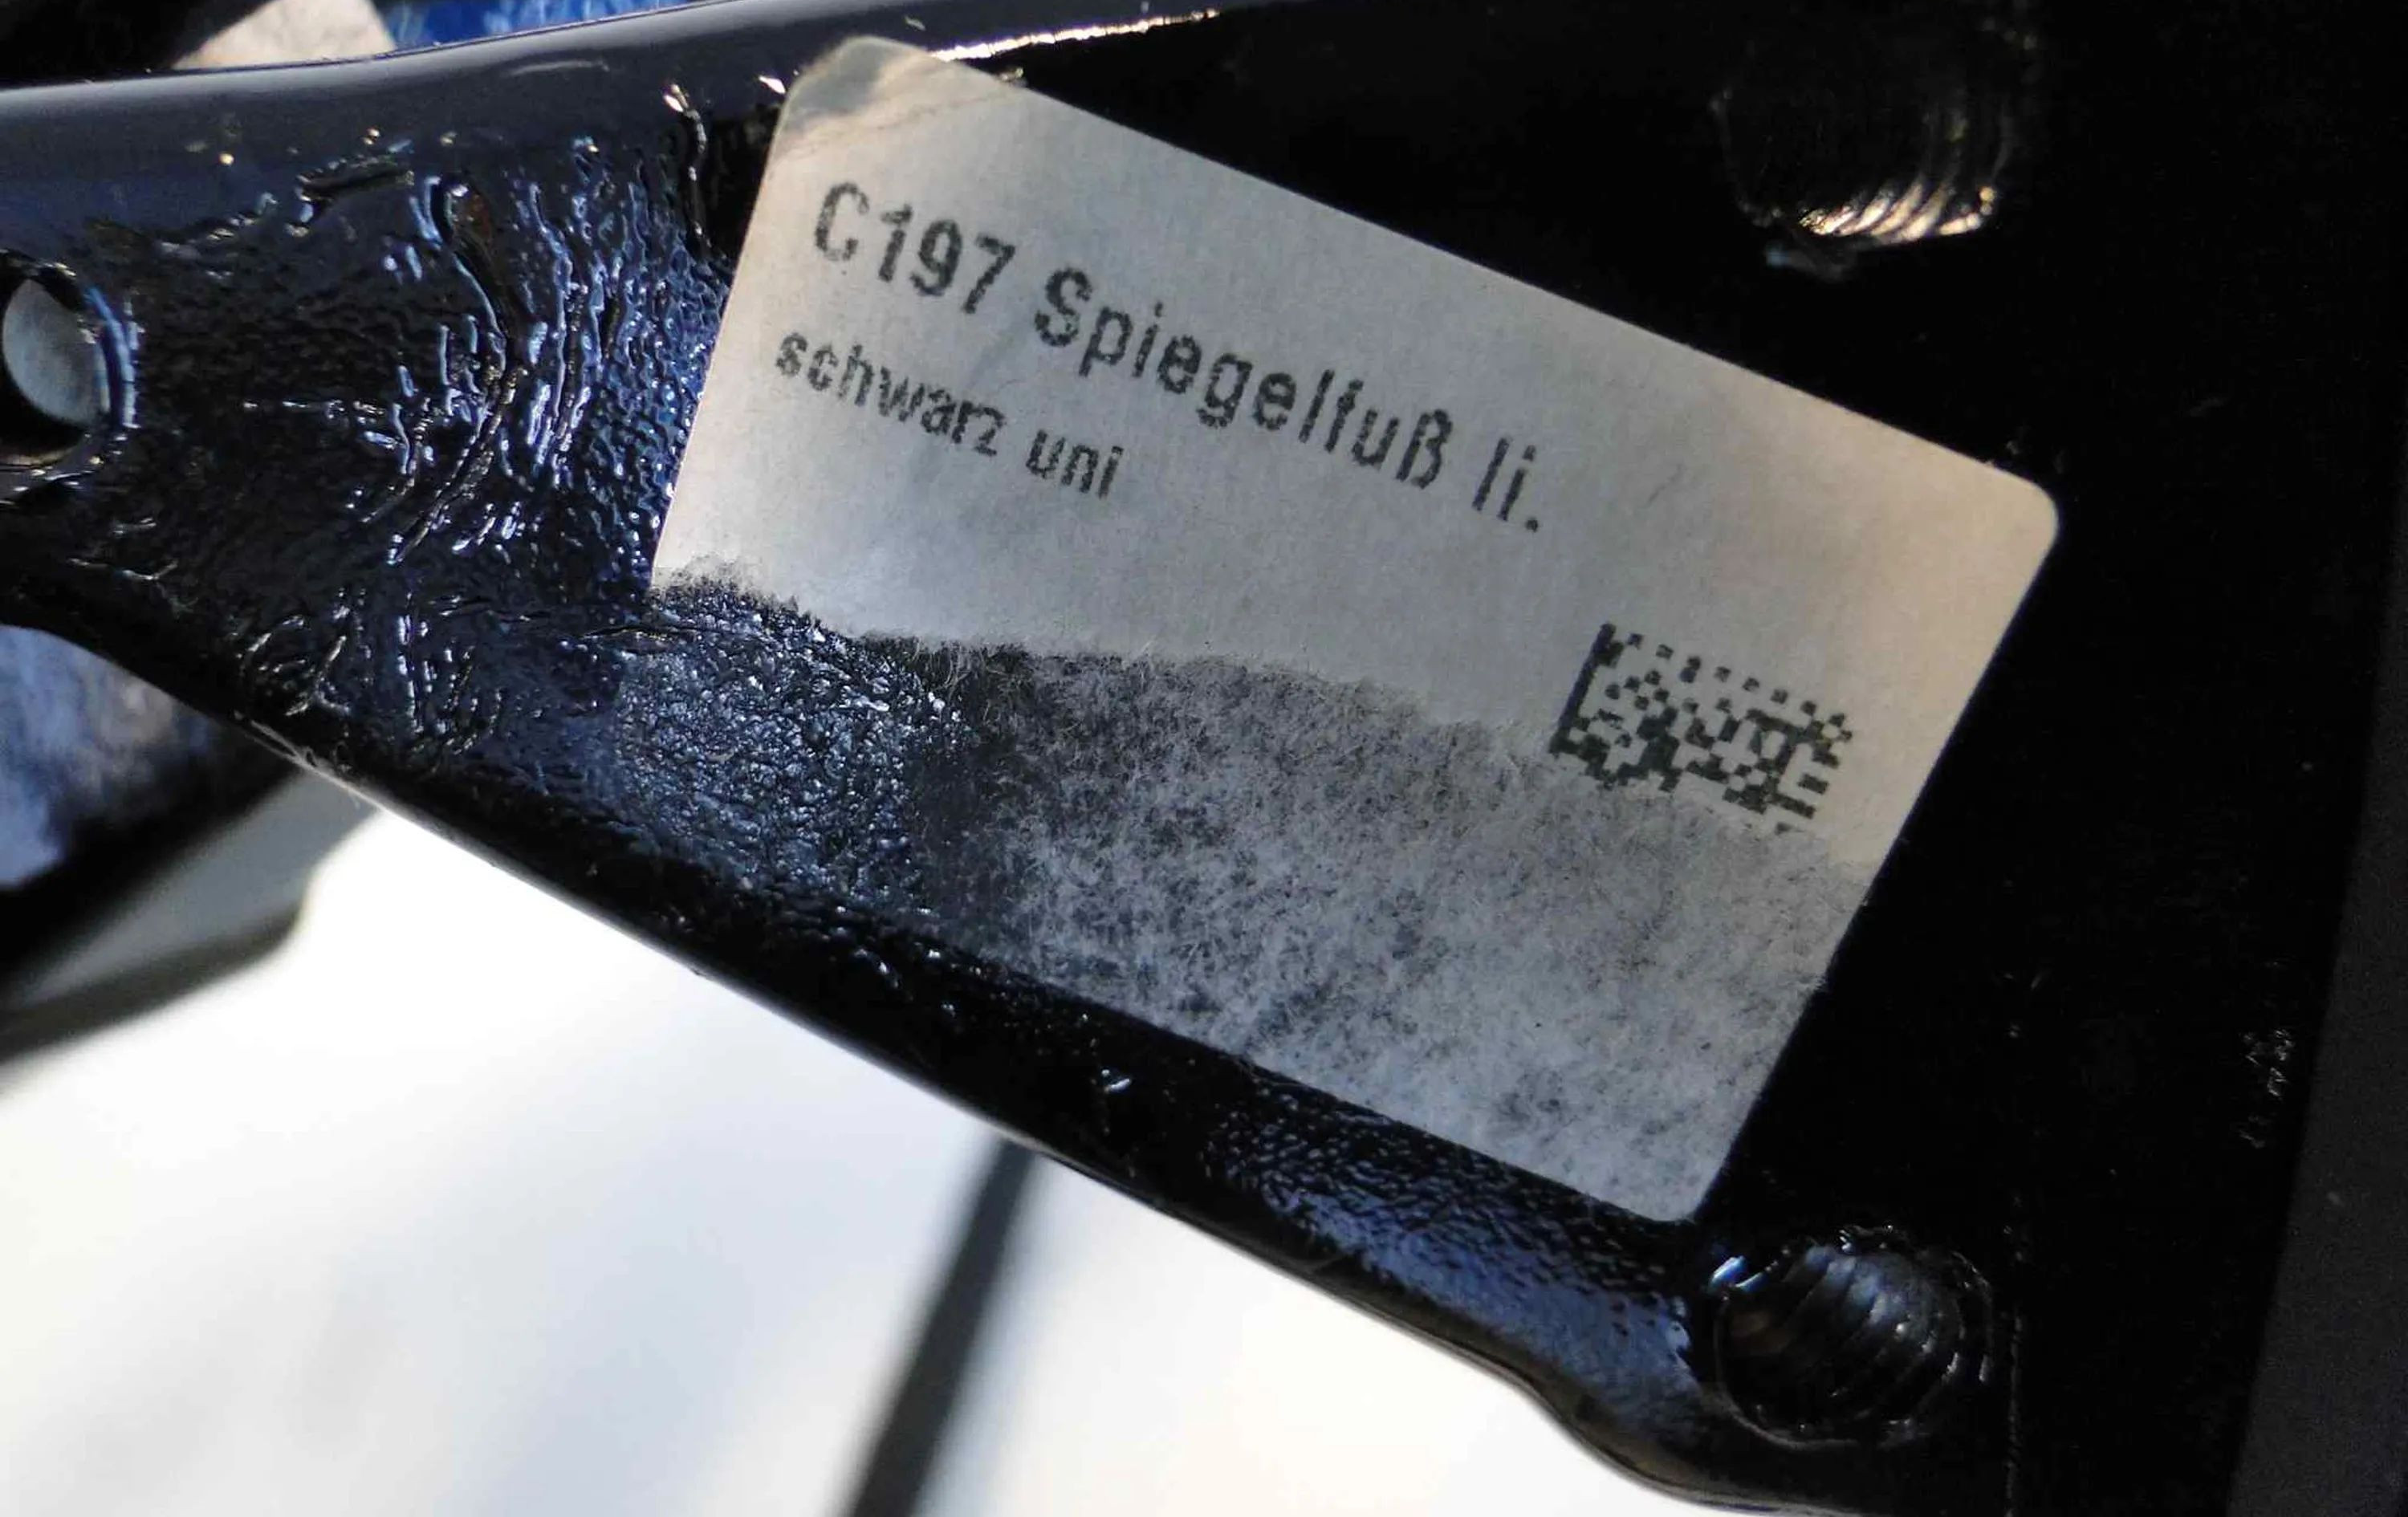 C197 Spiegelfuß li.
schwarz uni